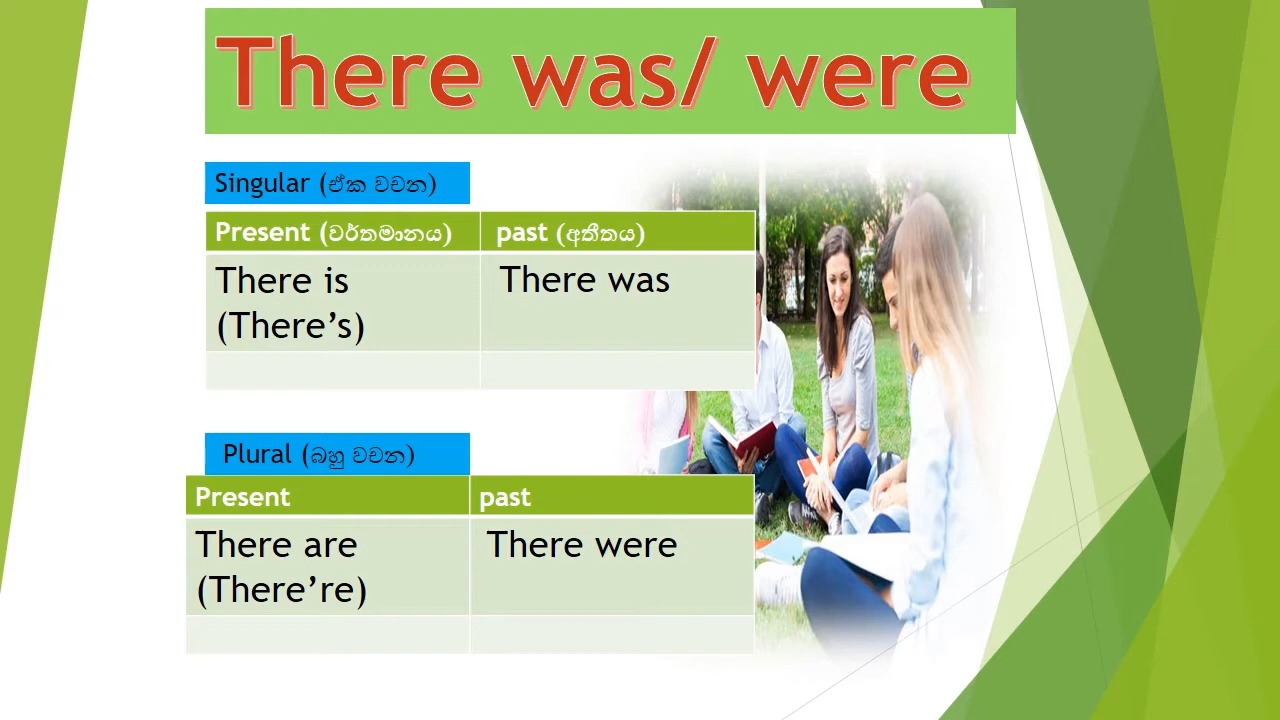 There was/ were
Singular (ඒක වචන)
Present (වර්තමානය) past (අතීතය)
There is There was
(There’s)
Plural (බහු වචන)
Present past
There are There were
(There’re)